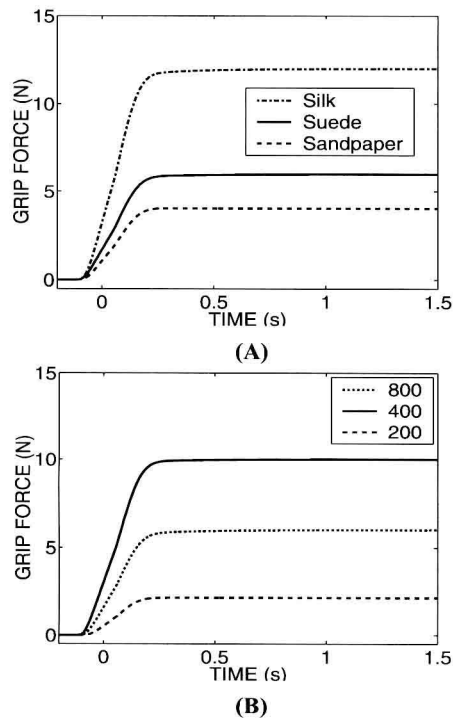 15
10
5
0
GRIP FORCE (N)
Silk
Suede
Sandpaper
0
0.5
1
1.5
TIME (s)
(A)
15
10
5
0
GRIP FORCE (N)
800
400
200
0
0.5
1
1.5
TIME (s)
(B)